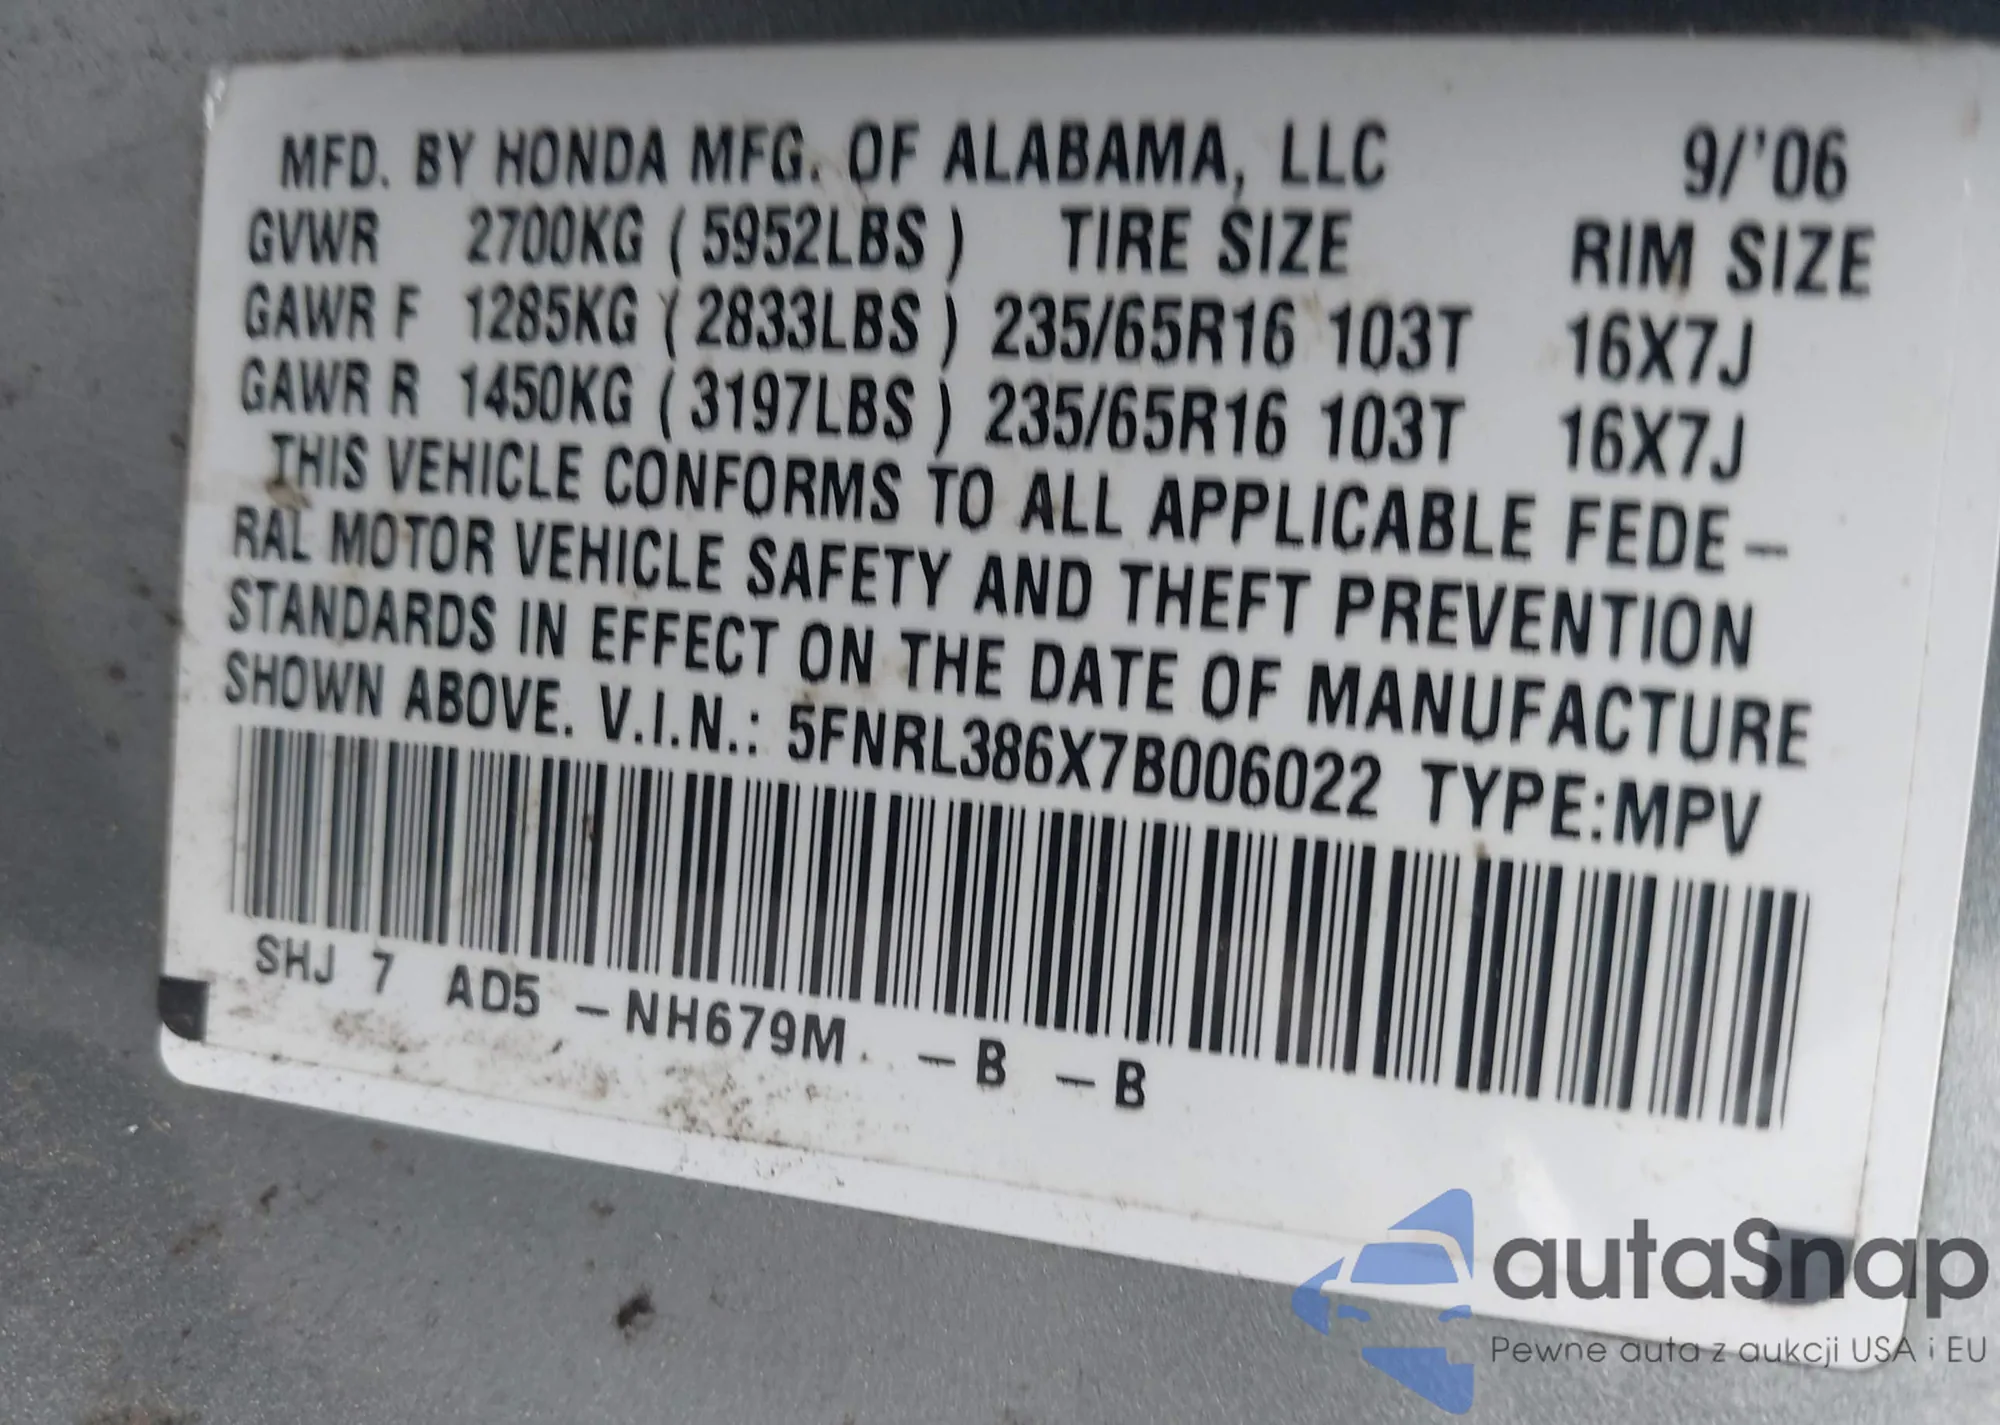 MFD. BY HONDA MFG. OF ALABAMA, LLC 9/'06
GVWR 2700KG ( 5952LBS ) TIRE SIZE RIM SIZE
GAWR F 1285KG ( 2833LBS ) 235/65R16 103T 16X7J
GAWR R 1450KG ( 3197LBS ) 235/65R16 103T 16X7J
THIS VEHICLE CONFORMS TO ALL APPLICABLE FEDE-
RAL MOTOR VEHICLE SAFETY AND THEFT PREVENTION
STANDARDS IN EFFECT ON THE DATE OF MANUFACTURE
SHOWN ABOVE. V.I.N.: 5FNRL386X7B006022 TYPE:MPV
SHJ 7 AD5 -NH679M -B -B
autaSnap
Pewne auta z aukcji USA i EU